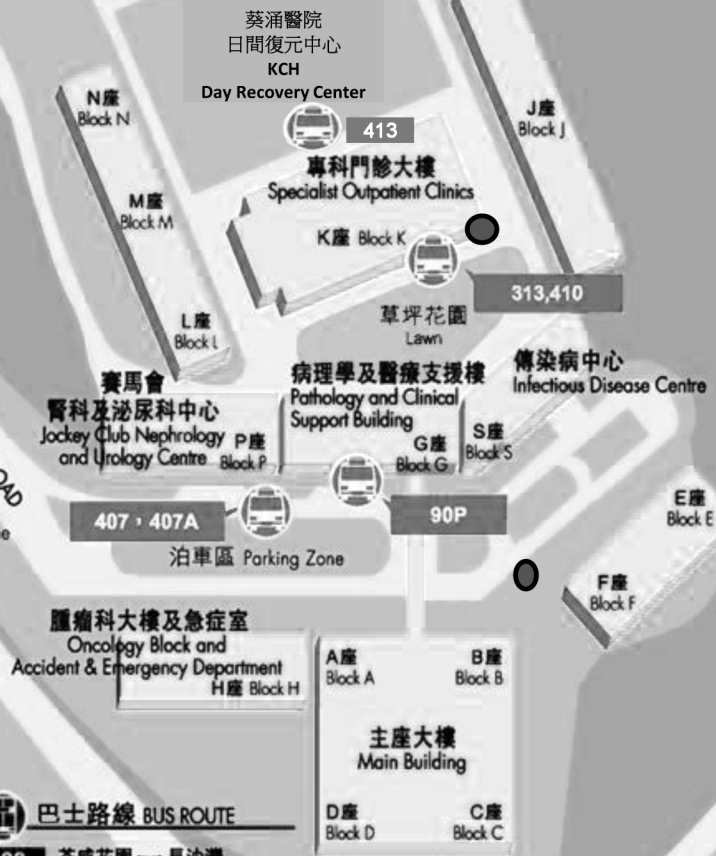 葵涌醫院
日間復元中心
KCH
Day Recovery Center
413
N座
Block N
J座
Block J
專科門診大樓
Specialist Outpatient Clinics
M座
Block M
K座 Block K
313,410
草坪花園
Lawn
L座
Block L
賽馬會
腎科及泌尿科中心
Jockey Club Nephrology
and Urology Centre
P座
Block P
病理學及醫療支援樓
Pathology and Clinical
Support Building
G座
Block G
傳染病中心
Infectious Disease Centre
S座
Block S
OAD
407，407A
90P
泊車區 Parking Zone
E座
Block E
F座
Block F
腫瘤科大樓及急症室
Oncology Block and
Accident & Emergency Department
H座 Block H
A座
Block A
B座
Block B
主座大樓
Main Building
D座
Block D
C座
Block C
巴士路線 BUS ROUTE